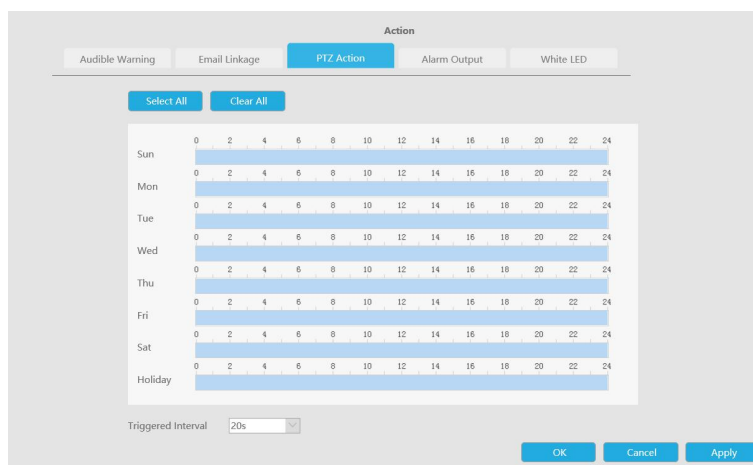 Action
Audible Warning Email Linkage PTZ Action Alarm Output White LED
Select All Clear All
0 2 4 6 8 10 12 14 16 18 20 22 24
Sun
0 2 4 6 8 10 12 14 16 18 20 22 24
Mon
0 2 4 6 8 10 12 14 16 18 20 22 24
Tue
0 2 4 6 8 10 12 14 16 18 20 22 24
Wed
0 2 4 6 8 10 12 14 16 18 20 22 24
Thu
0 2 4 6 8 10 12 14 16 18 20 22 24
Fri
0 2 4 6 8 10 12 14 16 18 20 22 24
Sat
0 2 4 6 8 10 12 14 16 18 20 22 24
Holiday
Triggered Interval 20s
OK Cancel Apply